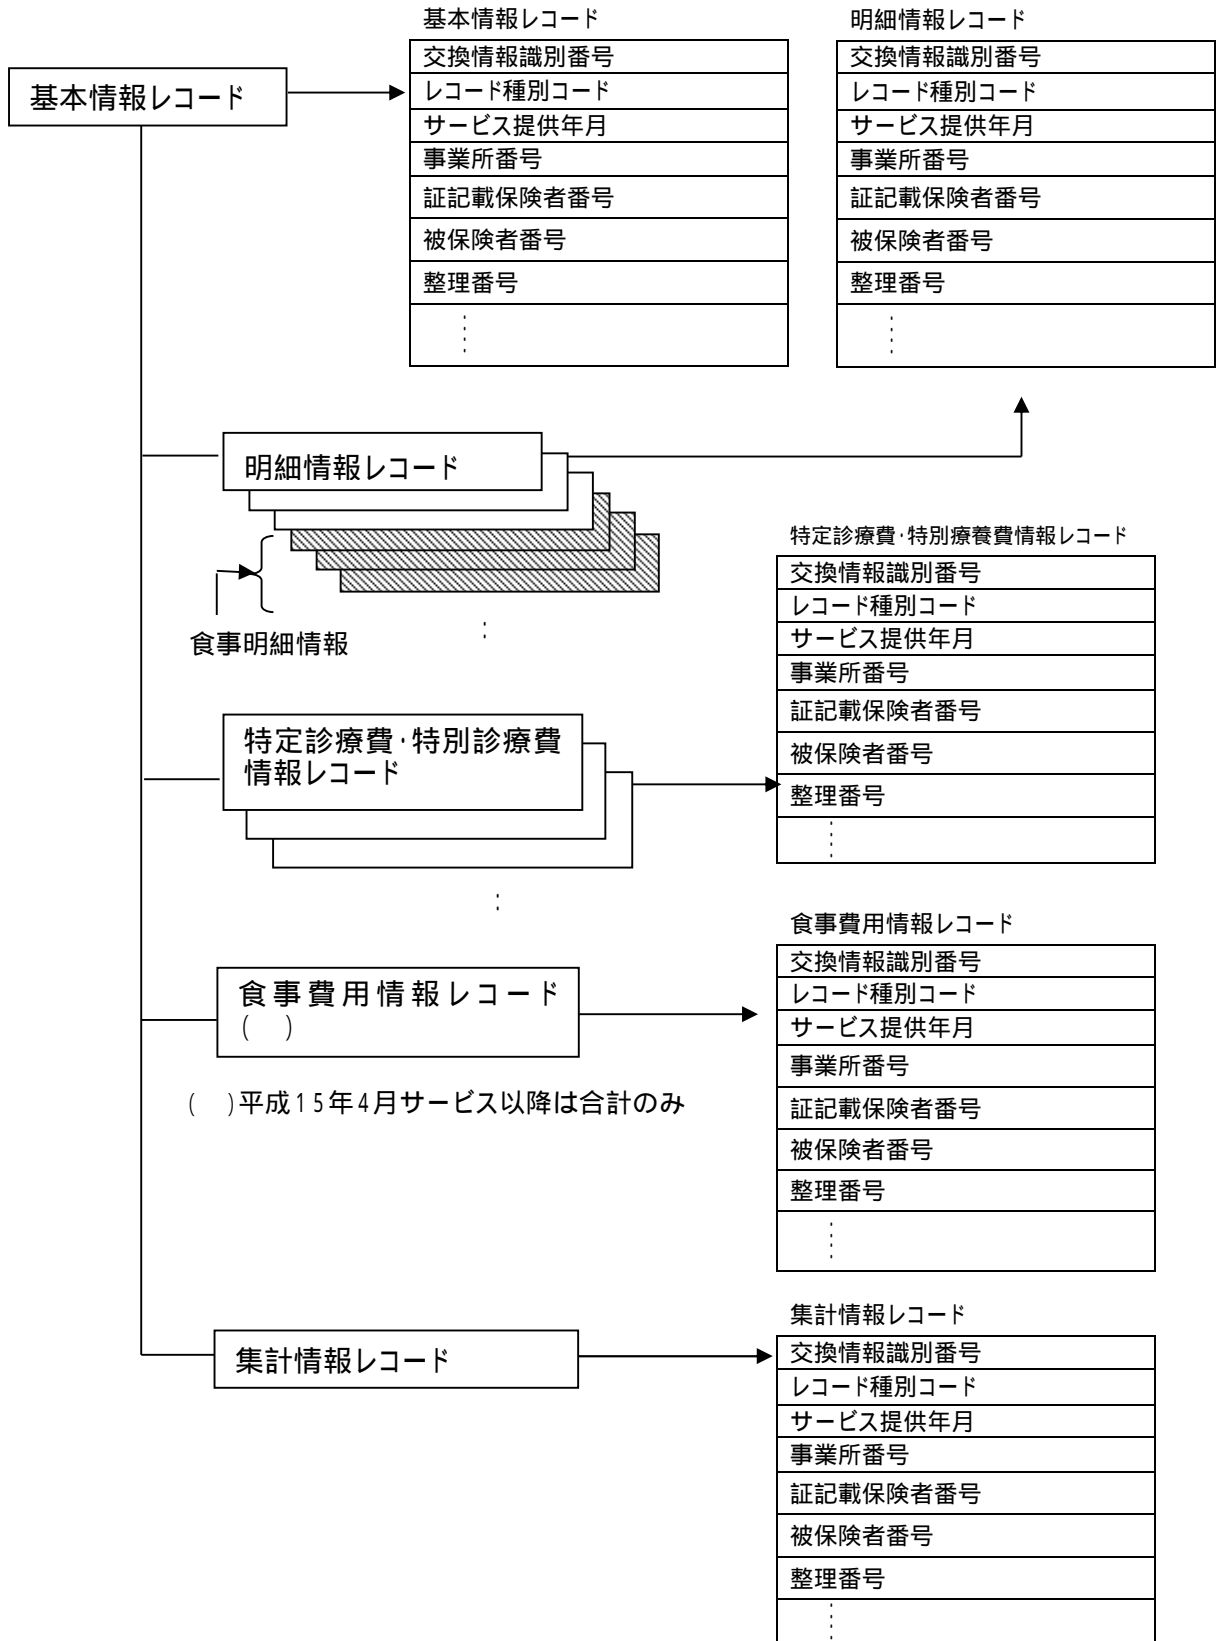 基本情報レコード
基本情報レコード
交換情報識別番号
レコード種別コード
サービス提供年月
事業所番号
証記載保険者番号
被保険者番号
整理番号
明細情報レコード
交換情報識別番号
レコード種別コード
サービス提供年月
事業所番号
証記載保険者番号
被保険者番号
整理番号
明細情報レコード
食事明細情報
特定診療費・特別療養費情報レコード
交換情報識別番号
レコード種別コード
サービス提供年月
事業所番号
証記載保険者番号
被保険者番号
整理番号
特定診療費・特別診療費
情報レコード
食事費用情報レコード
交換情報識別番号
レコード種別コード
サービス提供年月
事業所番号
証記載保険者番号
被保険者番号
整理番号
食事費用情報レコード
(　)
(　)平成15年4月サービス以降は合計のみ
集計情報レコード
集計情報レコード
交換情報識別番号
レコード種別コード
サービス提供年月
事業所番号
証記載保険者番号
被保険者番号
整理番号